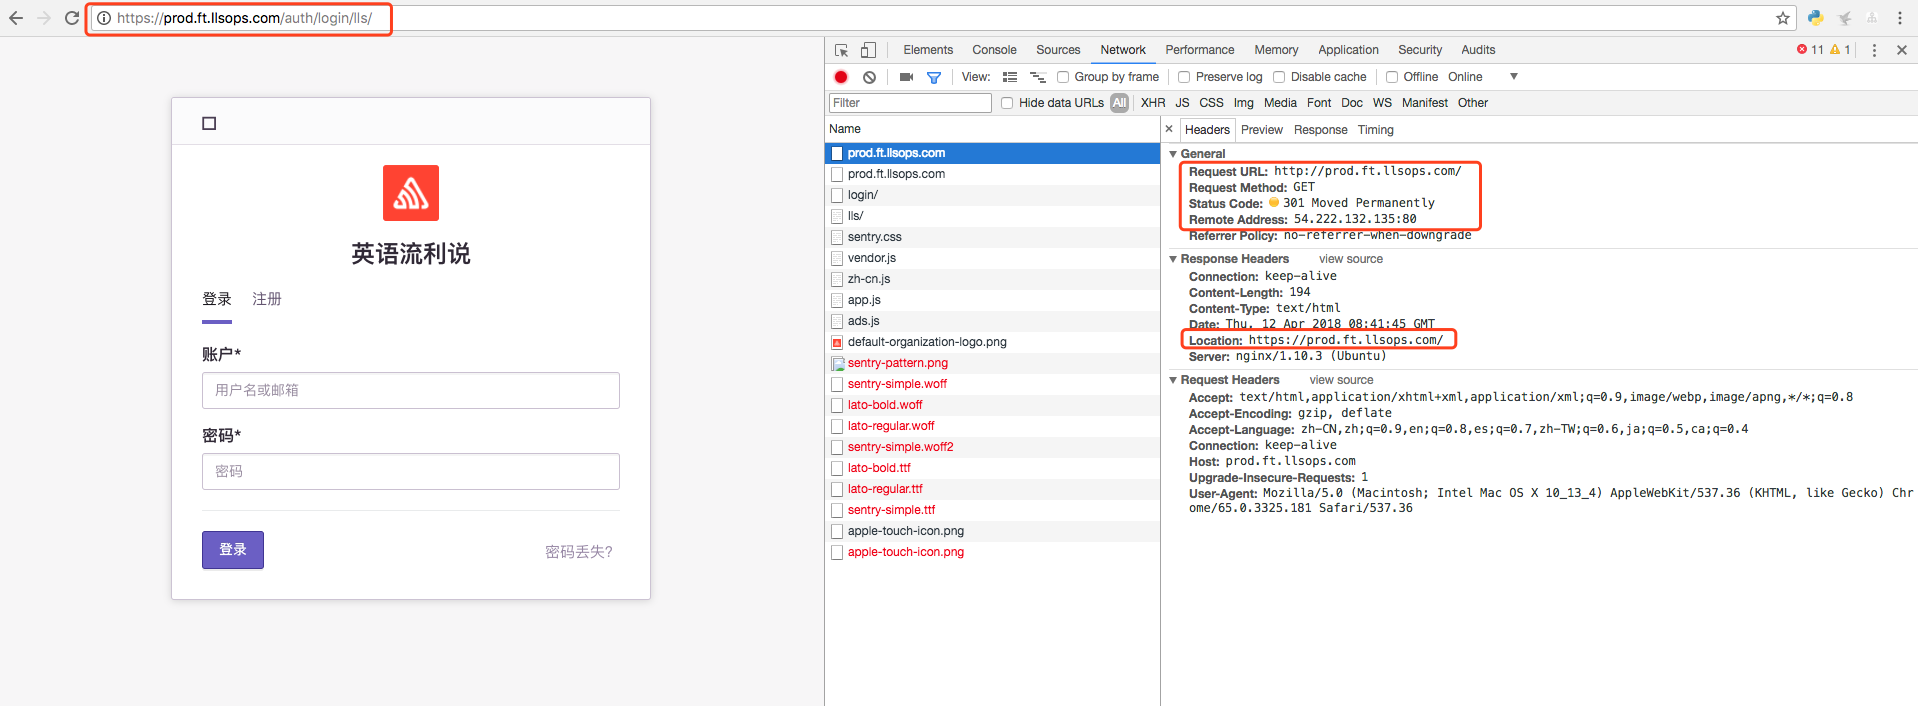 https://prod.ft.llsops.com/auth/login/lls/
英语流利说
登录 注册
账户*
用户名或邮箱
密码*
密码
登录 密码丢失?
Elements Console Sources Network Performance Memory Application Security Audits 11 1
View: Group by frame Preserve log Disable cache Offline Online
Filter Hide data URLs All XHR JS CSS Img Media Font Doc WS Manifest Other
Name
prod.ft.llsops.com
prod.ft.llsops.com
login/
lls/
sentry.css
vendor.js
zh-cn.js
app.js
ads.js
default-organization-logo.png
sentry-pattern.png
sentry-simple.woff
lato-bold.woff
lato-regular.woff
sentry-simple.woff2
lato-bold.ttf
lato-regular.ttf
sentry-simple.ttf
apple-touch-icon.png
apple-touch-icon.png
Headers Preview Response Timing
General
Request URL: http://prod.ft.llsops.com/
Request Method: GET
Status Code: 301 Moved Permanently
Remote Address: 54.222.132.135:80
Referrer Policy: no-referrer-when-downgrade
Response Headers view source
Connection: keep-alive
Content-Length: 194
Content-Type: text/html
Date: Thu, 12 Apr 2018 08:41:45 GMT
Location: https://prod.ft.llsops.com/
Server: nginx/1.10.3 (Ubuntu)
Request Headers view source
Accept: text/html,application/xhtml+xml,application/xml;q=0.9,image/webp,image/apng,*/*;q=0.8
Accept-Encoding: gzip, deflate
Accept-Language: zh-CN,zh;q=0.9,en;q=0.8,es;q=0.7,zh-TW;q=0.6,ja;q=0.5,ca;q=0.4
Connection: keep-alive
Host: prod.ft.llsops.com
Upgrade-Insecure-Requests: 1
User-Agent: Mozilla/5.0 (Macintosh; Intel Mac OS X 10_13_4) AppleWebKit/537.36 (KHTML, like Gecko) Chr
ome/65.0.3325.181 Safari/537.36